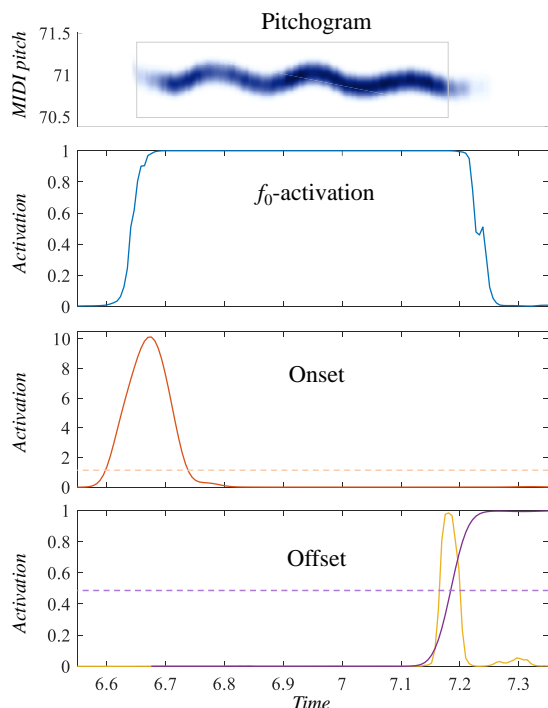 Pitchogram
MIDI pitch
71.5
71
70.5
Activation
1
0.8
0.6
0.4
0.2
0
f₀-activation
Activation
10
8
6
4
2
0
Onset
Activation
1
0.8
0.6
0.4
0.2
0
Offset
6.6 6.7 6.8 6.9 7 7.1 7.2 7.3
Time